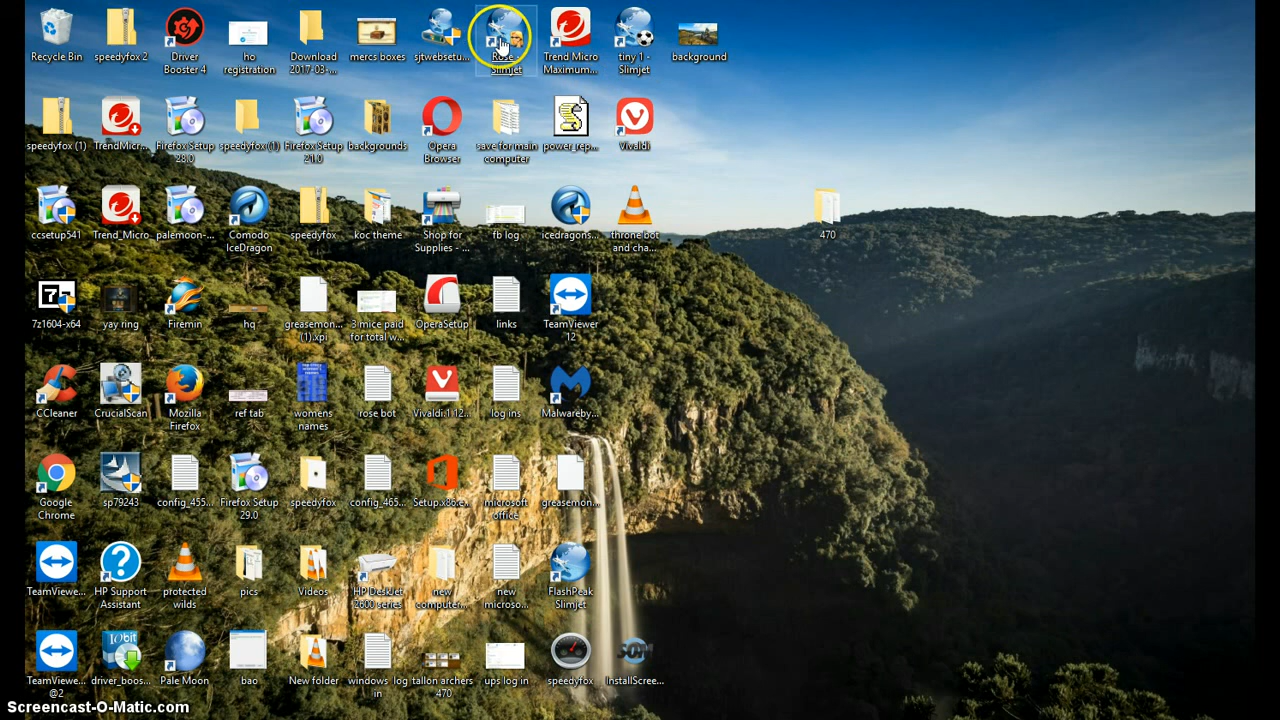 Recycle Bin
speedyfox 2
Driver
Booster 4
ho
registration
Download
2017-03-...
mercs boxes
sjtwebsetu...
Rose -
Slimjet
Trend Micro
Maximum...
tiny 1 -
Slimjet
background
speedyfox (1)
TrendMicr...
Firefox Setup
28.0
speedyfox (1)
Firefox Setup
21.0
backgrounds
Opera
Browser
save for main
computer
power_rep...
Vivaldi
ccsetup541
Trend_Micro
palemoon-...
Comodo
IceDragon
speedyfox
koc theme
Shop for
Supplies - ...
fb log
icedragons...
throne bot
and cha...
470
7z1604-x64
yay ring
Firemin
hq
greasemon...
(1).xpi
3 mice paid
for total w...
OperaSetup
links
TeamViewer
12
CCleaner
CrucialScan
Mozilla
Firefox
ref tab
womens
names
rose bot
Vivaldi.1.12...
log ins
Malwareby...
Google
Chrome
sp79243
config_455...
Firefox Setup
29.0
speedyfox
config_465...
Setup.x86.e...
microsoft
office
greasemon...
TeamViewe...
HP Support
Assistant
protected
wilds
pics
Videos
HP DeskJet
2600 series
new
computer...
new
microso...
FlashPeak
Slimjet
TeamViewe...
@2
driver_boos...
Pale Moon
bao
New folder
windows log
in
tallon archers
470
ups log in
speedyfox
InstallScree...
Screencast-O-Matic.com